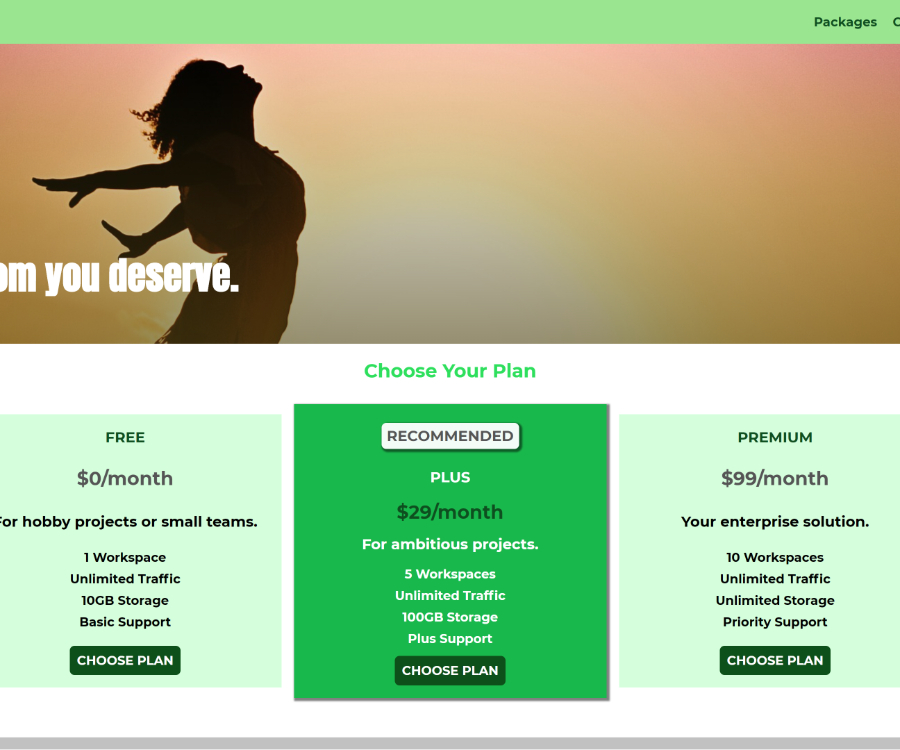 Packages
you deserve.
Choose Your Plan
FREE
$0/month
For hobby projects or small teams.
1 Workspace
Unlimited Traffic
10GB Storage
Basic Support
CHOOSE PLAN
RECOMMENDED
PLUS
$29/month
For ambitious projects.
5 Workspaces
Unlimited Traffic
100GB Storage
Plus Support
CHOOSE PLAN
PREMIUM
$99/month
Your enterprise solution.
10 Workspaces
Unlimited Traffic
Unlimited Storage
Priority Support
CHOOSE PLAN